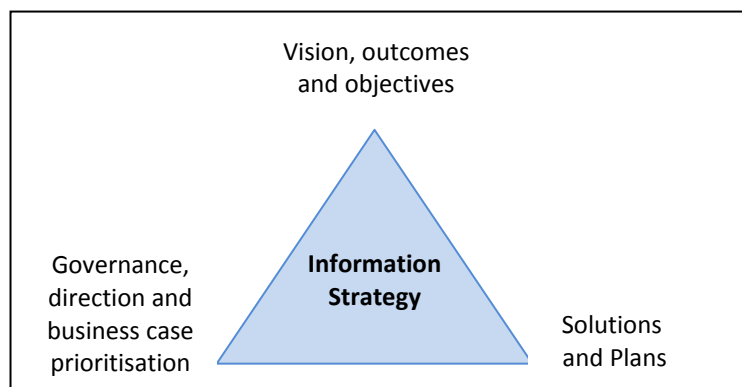 Vision, outcomes
and objectives
Information
Strategy
Governance,
direction and
business case
prioritisation
Solutions
and Plans